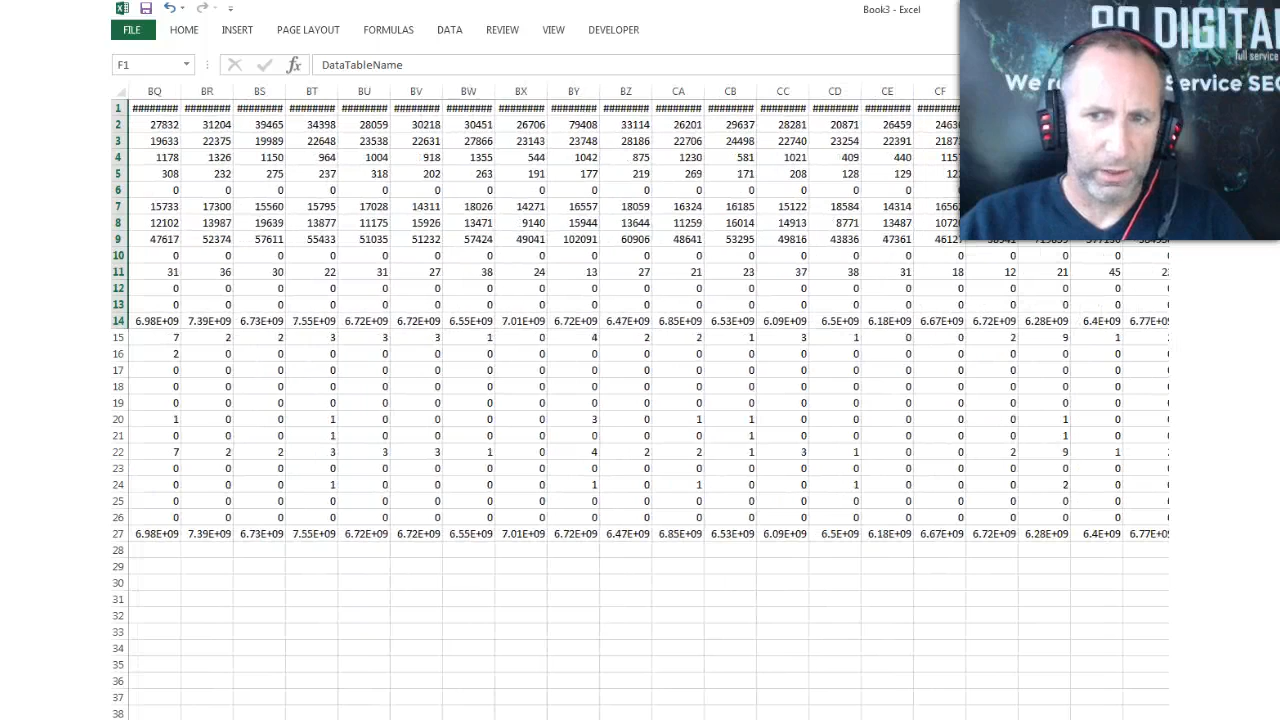 Book3 - Excel
FILE HOME INSERT PAGE LAYOUT FORMULAS DATA REVIEW VIEW DEVELOPER
DIGITAL
full service
We Service SEO
F1 fx DataTableName
BQ BR BS BT BU BV BW BX BY BZ CA CB CC CD CE CF
1 ######## ######## ######## ######## ######## ######## ######## ######## ######## ######## ######## ######## ######## ######## ######## ########
2 27832 31204 39465 34398 28059 30218 30451 26706 79408 33114 26201 29637 28281 20871 26459 24636
3 19633 22375 19989 22648 23538 22631 27866 23143 23748 28186 22706 24498 22740 23254 22391 2187
4 1178 1326 1150 964 1004 918 1355 544 1042 875 1230 581 1021 409 440 115
5 308 232 275 237 318 202 263 191 177 219 269 171 208 128 129 12
6 0 0 0 0 0 0 0 0 0 0 0 0 0 0 0
7 15733 17300 15560 15795 17028 14311 18026 14271 16557 18059 16324 16185 15122 18584 14314 1656
8 12102 13987 19639 13877 11175 15926 13471 9140 15944 13644 11259 16014 14913 8771 13487 1072
9 47617 52374 57611 55433 51035 51232 57424 49041 102091 60906 48641 53295 49816 43836 47361 46127
10 0 0 0 0 0 0 0 0 0 0 0 0 0 0 0 0 0 0 0 0
11 31 36 30 22 31 27 38 24 13 27 21 23 37 38 31 18 12 21 45 2
12 0 0 0 0 0 0 0 0 0 0 0 0 0 0 0 0 0 0 0 0
13 0 0 0 0 0 0 0 0 0 0 0 0 0 0 0 0 0 0 0 0
14 6.98E+09 7.39E+09 6.73E+09 7.55E+09 6.72E+09 6.72E+09 6.55E+09 7.01E+09 6.72E+09 6.47E+09 6.85E+09 6.53E+09 6.09E+09 6.5E+09 6.18E+09 6.67E+09 6.72E+09 6.28E+09 6.4E+09 6.77E+09
15 7 2 2 3 3 3 1 0 4 2 2 1 3 1 0 0 2 9 1
16 2 0 0 0 0 0 0 0 0 0 0 0 0 0 0 0 0 0 0 0
17 0 0 0 0 0 0 0 0 0 0 0 0 0 0 0 0 0 0 0 0
18 0 0 0 0 0 0 0 0 0 0 0 0 0 0 0 0 0 0 0 0
19 0 0 0 0 0 0 0 0 0 0 0 0 0 0 0 0 0 0 0 0
20 1 0 0 1 0 0 0 0 3 0 1 1 0 0 0 0 0 1 0 0
21 0 0 0 1 0 0 0 0 0 0 0 1 0 0 0 0 0 1 0 0
22 7 2 2 3 3 3 1 0 4 2 2 1 3 1 0 0 2 9 1
23 0 0 0 0 0 0 0 0 0 0 0 0 0 0 0 0 0 0 0 0
24 0 0 0 1 0 0 0 0 1 0 1 0 0 1 0 0 0 2 0 0
25 0 0 0 0 0 0 0 0 0 0 0 0 0 0 0 0 0 0 0 0
26 0 0 0 0 0 0 0 0 0 0 0 0 0 0 0 0 0 0 0 0
27 6.98E+09 7.39E+09 6.73E+09 7.55E+09 6.72E+09 6.72E+09 6.55E+09 7.01E+09 6.72E+09 6.47E+09 6.85E+09 6.53E+09 6.09E+09 6.5E+09 6.18E+09 6.67E+09 6.72E+09 6.28E+09 6.4E+09 6.77E+09
28
29
30
31
32
33
34
35
36
37
38